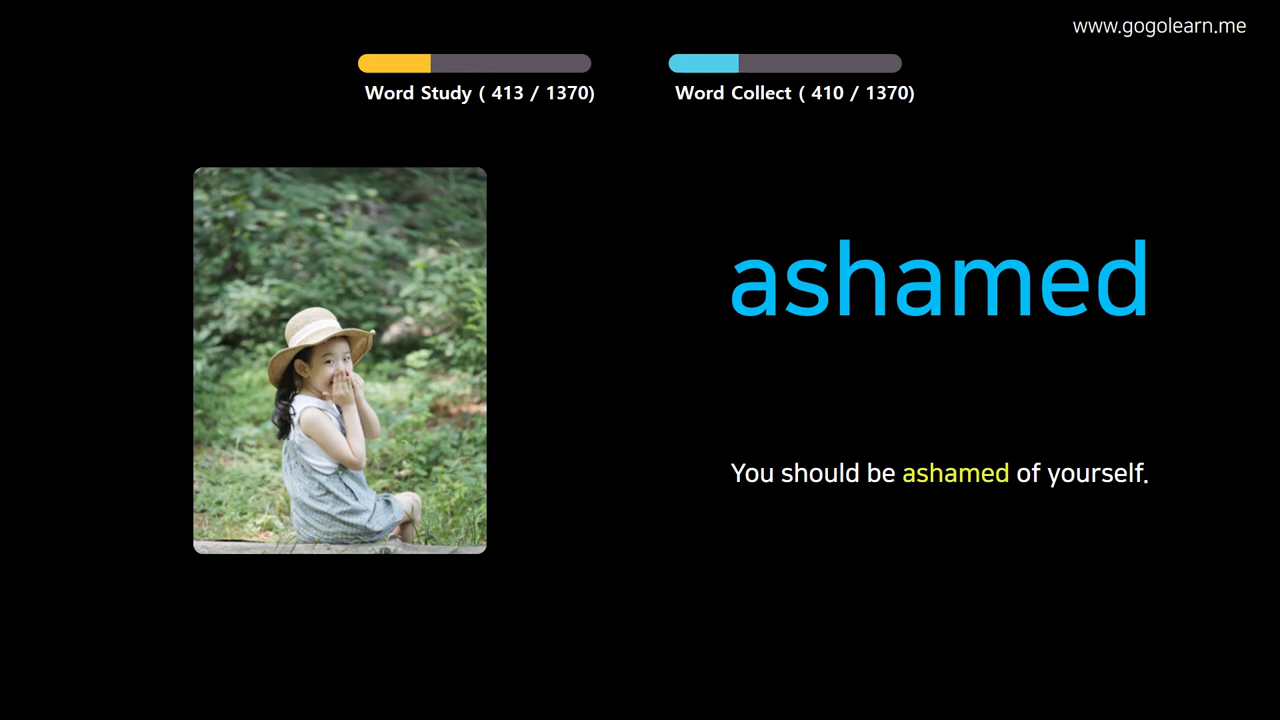 www.gogolearn.me
Word Study ( 413 / 1370)
Word Collect ( 410 / 1370)
ashamed
You should be ashamed of yourself.